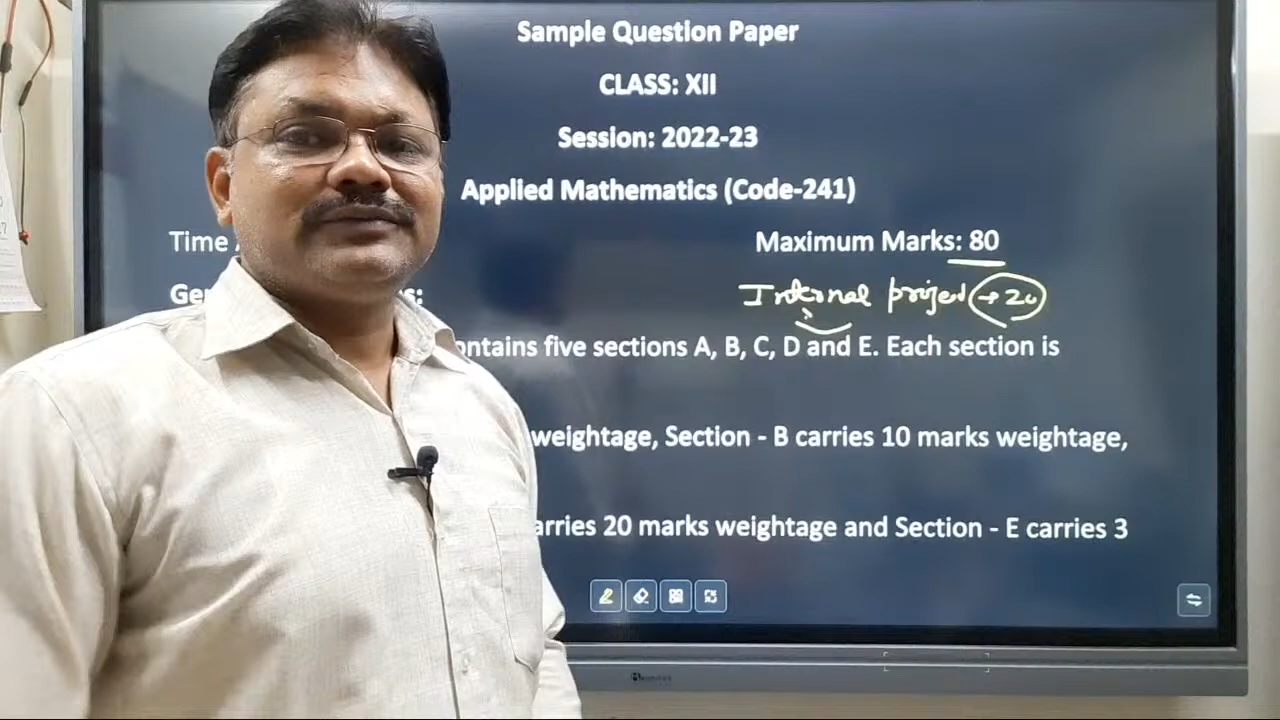 Sample Question Paper
CLASS: XII
Session: 2022-23
Applied Mathematics (Code-241)
Time
Maximum Marks: 80
Internal project → 20
ontains five sections A, B, C, D and E. Each section is
weightage, Section - B carries 10 marks weightage,
arries 20 marks weightage and Section - E carries 3